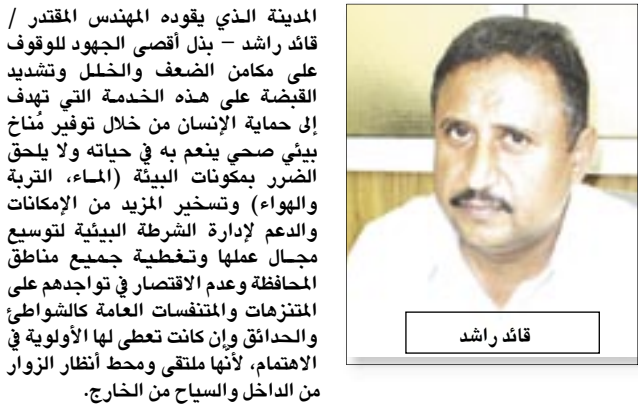 المدينة الذي يقوده المهندس المقتدر /
قائد راشد – بذل أقصى الجهود للوقوف
على مكامن الضعف والخلل وتشديد
القبضة على هذه الخدمة التي تهدف
إلى حماية الإنسان من خلال توفير مُناخ
بيئي صحي ينعم به في حياته ولا يلحق
الضرر بمكونات البيئة (الماء، التربة
والهواء) وتسخير المزيد من الإمكانات
والدعم لإدارة الشرطة البيئية لتوسيع
مجال عملها وتغطية جميع مناطق
المحافظة وعدم الاقتصار في تواجدهم على
المتنزهات والمتنفسات العامة كالشواطئ
والحدائق وإن كانت تعطى لها الأولوية في
الاهتمام، لأنها ملتقى ومحط أنظار الزوار
من الداخل والسياح من الخارج.
قائد راشد